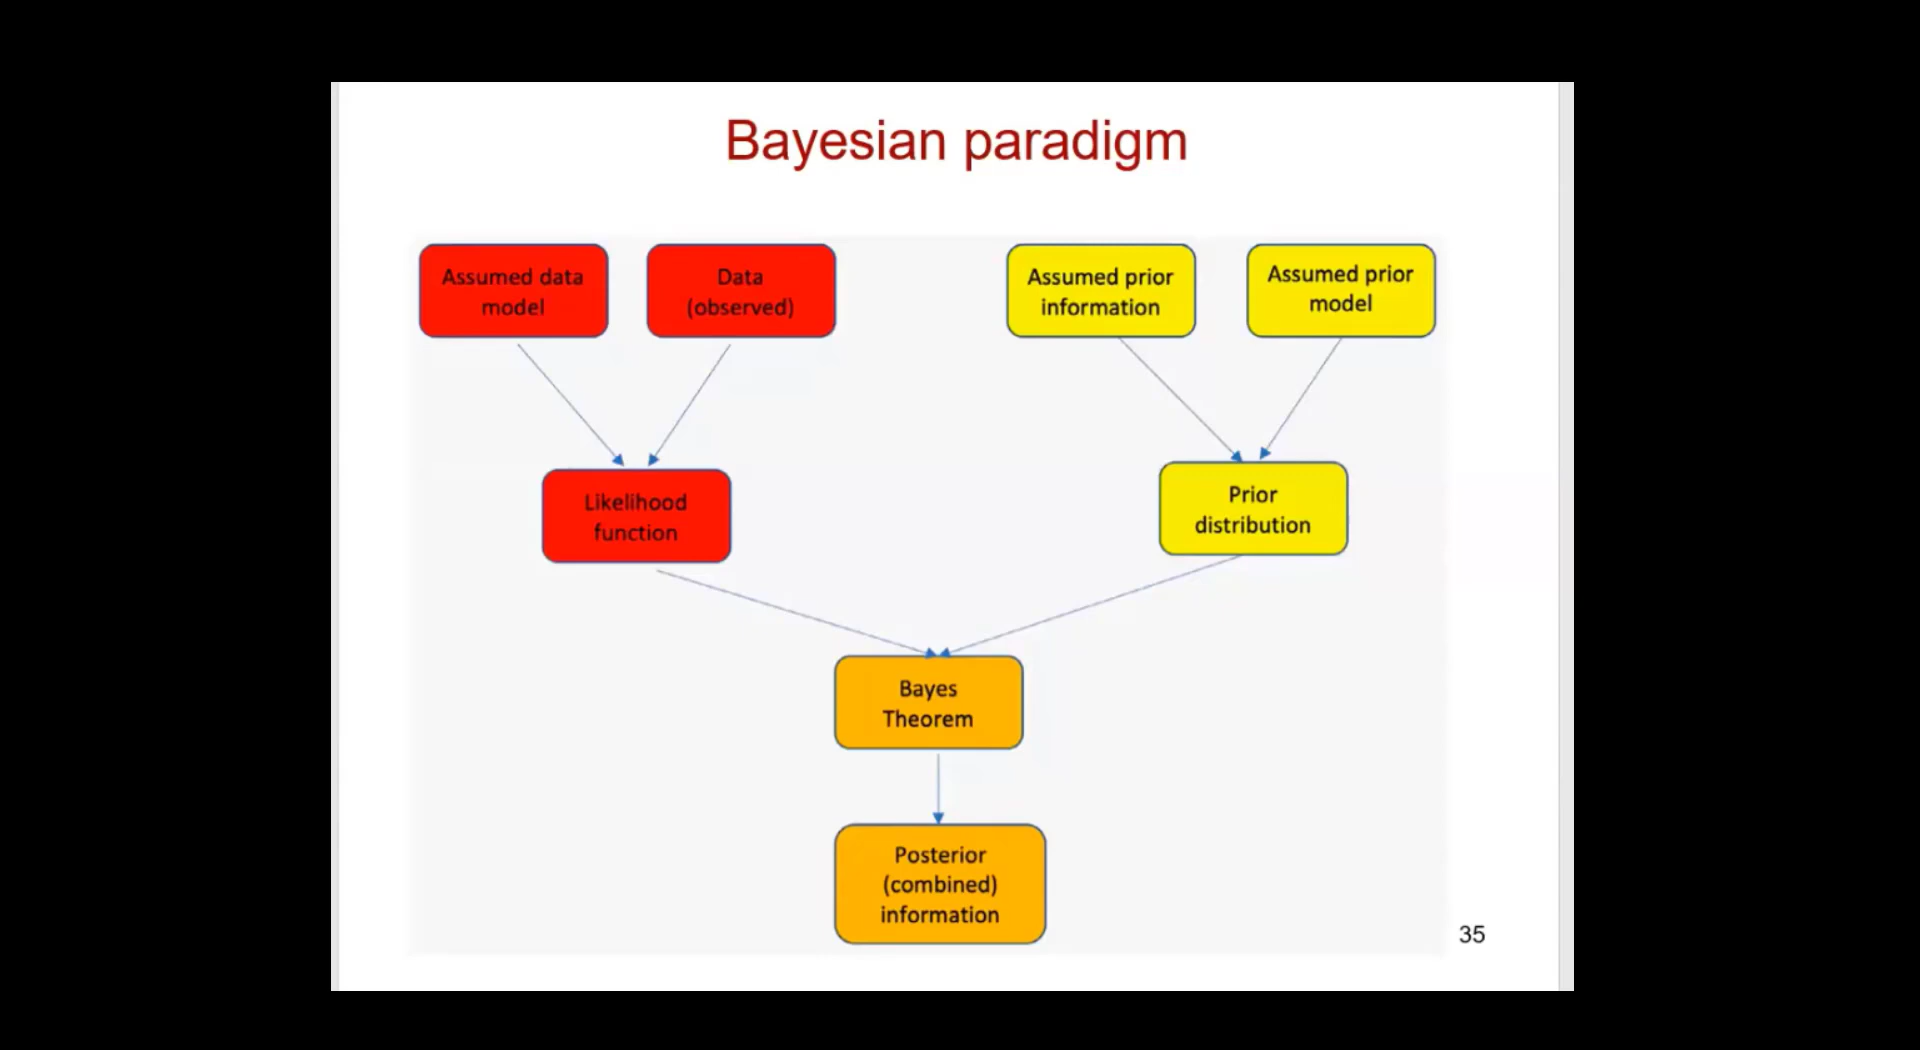 Bayesian paradigm
Assumed data
model
Data
(observed)
Assumed prior
information
Assumed prior
model
Likelihood
function
Prior
distribution
Bayes
Theorem
Posterior
(combined)
information
35